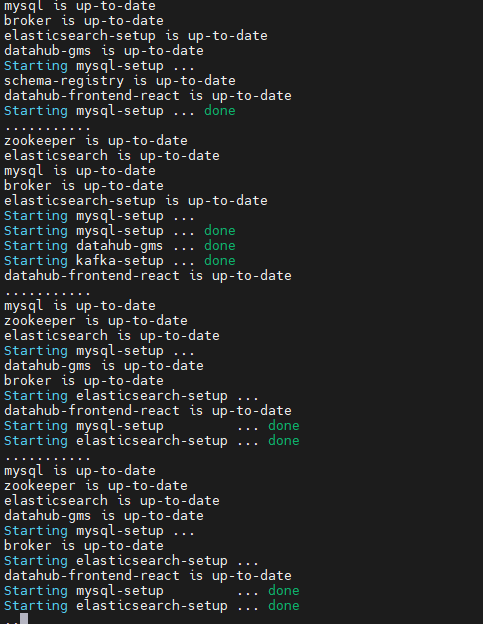 mysql is up-to-date
broker is up-to-date
elasticsearch-setup is up-to-date
datahub-gms is up-to-date
Starting mysql-setup ...
schema-registry is up-to-date
datahub-frontend-react is up-to-date
Starting mysql-setup ... done
...........
zookeeper is up-to-date
elasticsearch is up-to-date
mysql is up-to-date
broker is up-to-date
elasticsearch-setup is up-to-date
Starting mysql-setup ...
Starting mysql-setup ... done
Starting datahub-gms ... done
Starting kafka-setup ... done
datahub-frontend-react is up-to-date
...........
mysql is up-to-date
zookeeper is up-to-date
elasticsearch is up-to-date
Starting mysql-setup ...
datahub-gms is up-to-date
broker is up-to-date
Starting elasticsearch-setup ...
datahub-frontend-react is up-to-date
Starting mysql-setup         ... done
Starting elasticsearch-setup ... done
...........
mysql is up-to-date
zookeeper is up-to-date
elasticsearch is up-to-date
datahub-gms is up-to-date
Starting mysql-setup ...
broker is up-to-date
Starting elasticsearch-setup ...
datahub-frontend-react is up-to-date
Starting mysql-setup         ... done
Starting elasticsearch-setup ... done
..